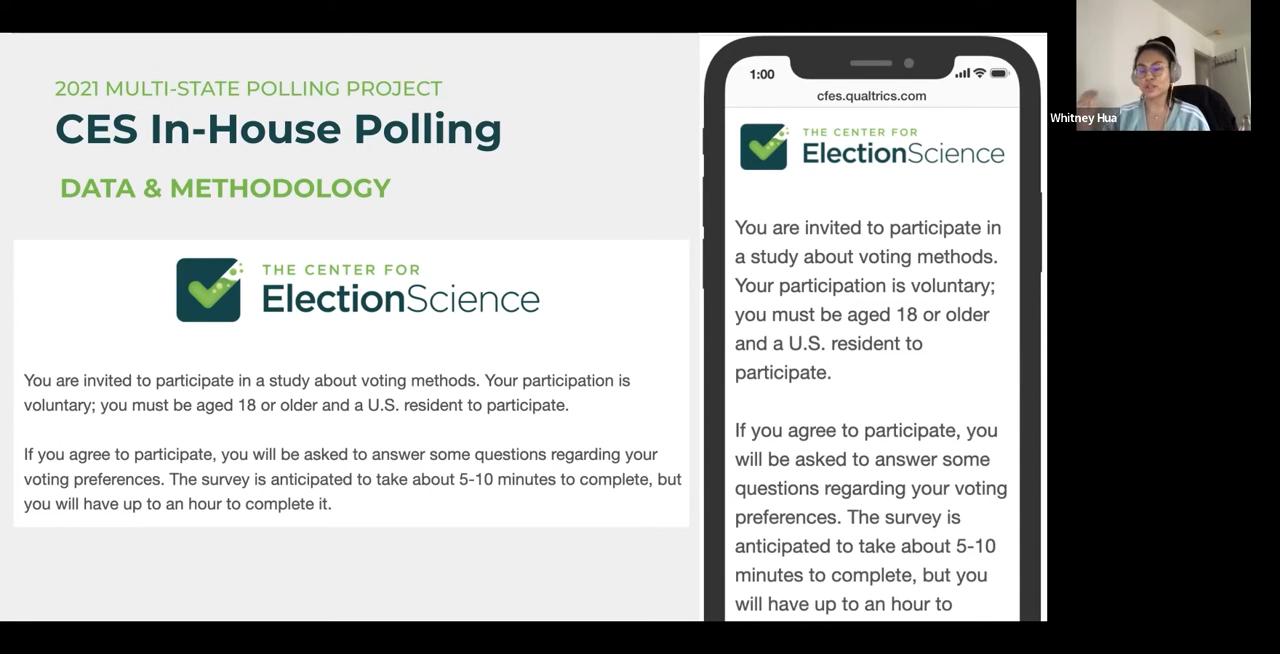 2021 MULTI-STATE POLLING PROJECT
CES In-House Polling
DATA & METHODOLOGY
THE CENTER FOR
ElectionScience
You are invited to participate in a study about voting methods. Your participation is
voluntary; you must be aged 18 or older and a U.S. resident to participate.
If you agree to participate, you will be asked to answer some questions regarding your
voting preferences. The survey is anticipated to take about 5-10 minutes to complete, but
you will have up to an hour to complete it.
1:00
cfes.qualtrics.com
THE CENTER FOR
ElectionScience
You are invited to participate in
a study about voting methods.
Your participation is voluntary;
you must be aged 18 or older
and a U.S. resident to
participate.
If you agree to participate, you
will be asked to answer some
questions regarding your voting
preferences. The survey is
anticipated to take about 5-10
minutes to complete, but you
will have up to an hour to
Whitney Hua